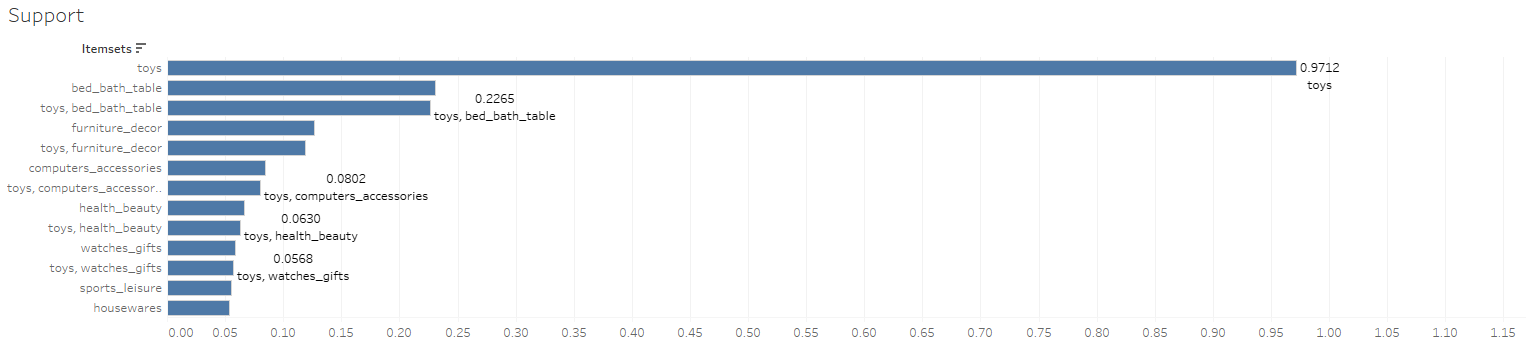 Support
Itemsets
toys
0.9712
toys
bed_bath_table
toys, bed_bath_table
0.2265
toys, bed_bath_table
furniture_decor
toys, furniture_decor
computers_accessories
toys, computers_accessor..
0.0802
toys, computers_accessories
health_beauty
toys, health_beauty
0.0630
toys, health_beauty
watches_gifts
toys, watches_gifts
0.0568
toys, watches_gifts
sports_leisure
housewares
0.00 0.05 0.10 0.15 0.20 0.25 0.30 0.35 0.40 0.45 0.50 0.55 0.60 0.65 0.70 0.75 0.80 0.85 0.90 0.95 1.00 1.05 1.10 1.15